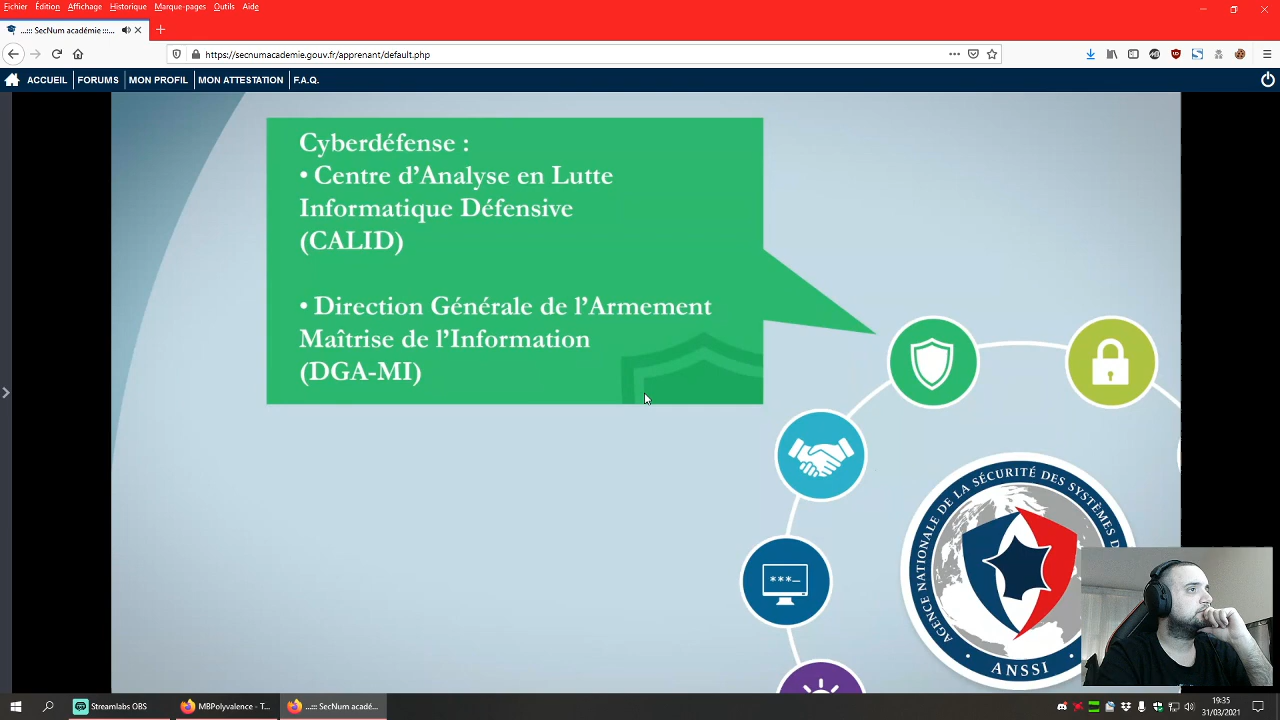 Fichier Édition Affichage Historique Marque-pages Outils Aide
...:: SecNum académie :::...
https://secnumacademie.gouv.fr/apprenant/default.php
ACCUEIL FORUMS MON PROFIL MON ATTESTATION F.A.Q.
Cyberdéfense :
• Centre d’Analyse en Lutte
Informatique Défensive
(CALID)
• Direction Générale de l’Armement
Maîtrise de l’Information
(DGA-MI)
***–
AGENCE NATIONALE DE LA SÉCURITÉ DES SYSTÈMES D
• ANSSI •
Streamlabs OBS
MBPolyvalence - T...
...:: SecNum acadé...
19:35
31/03/2021